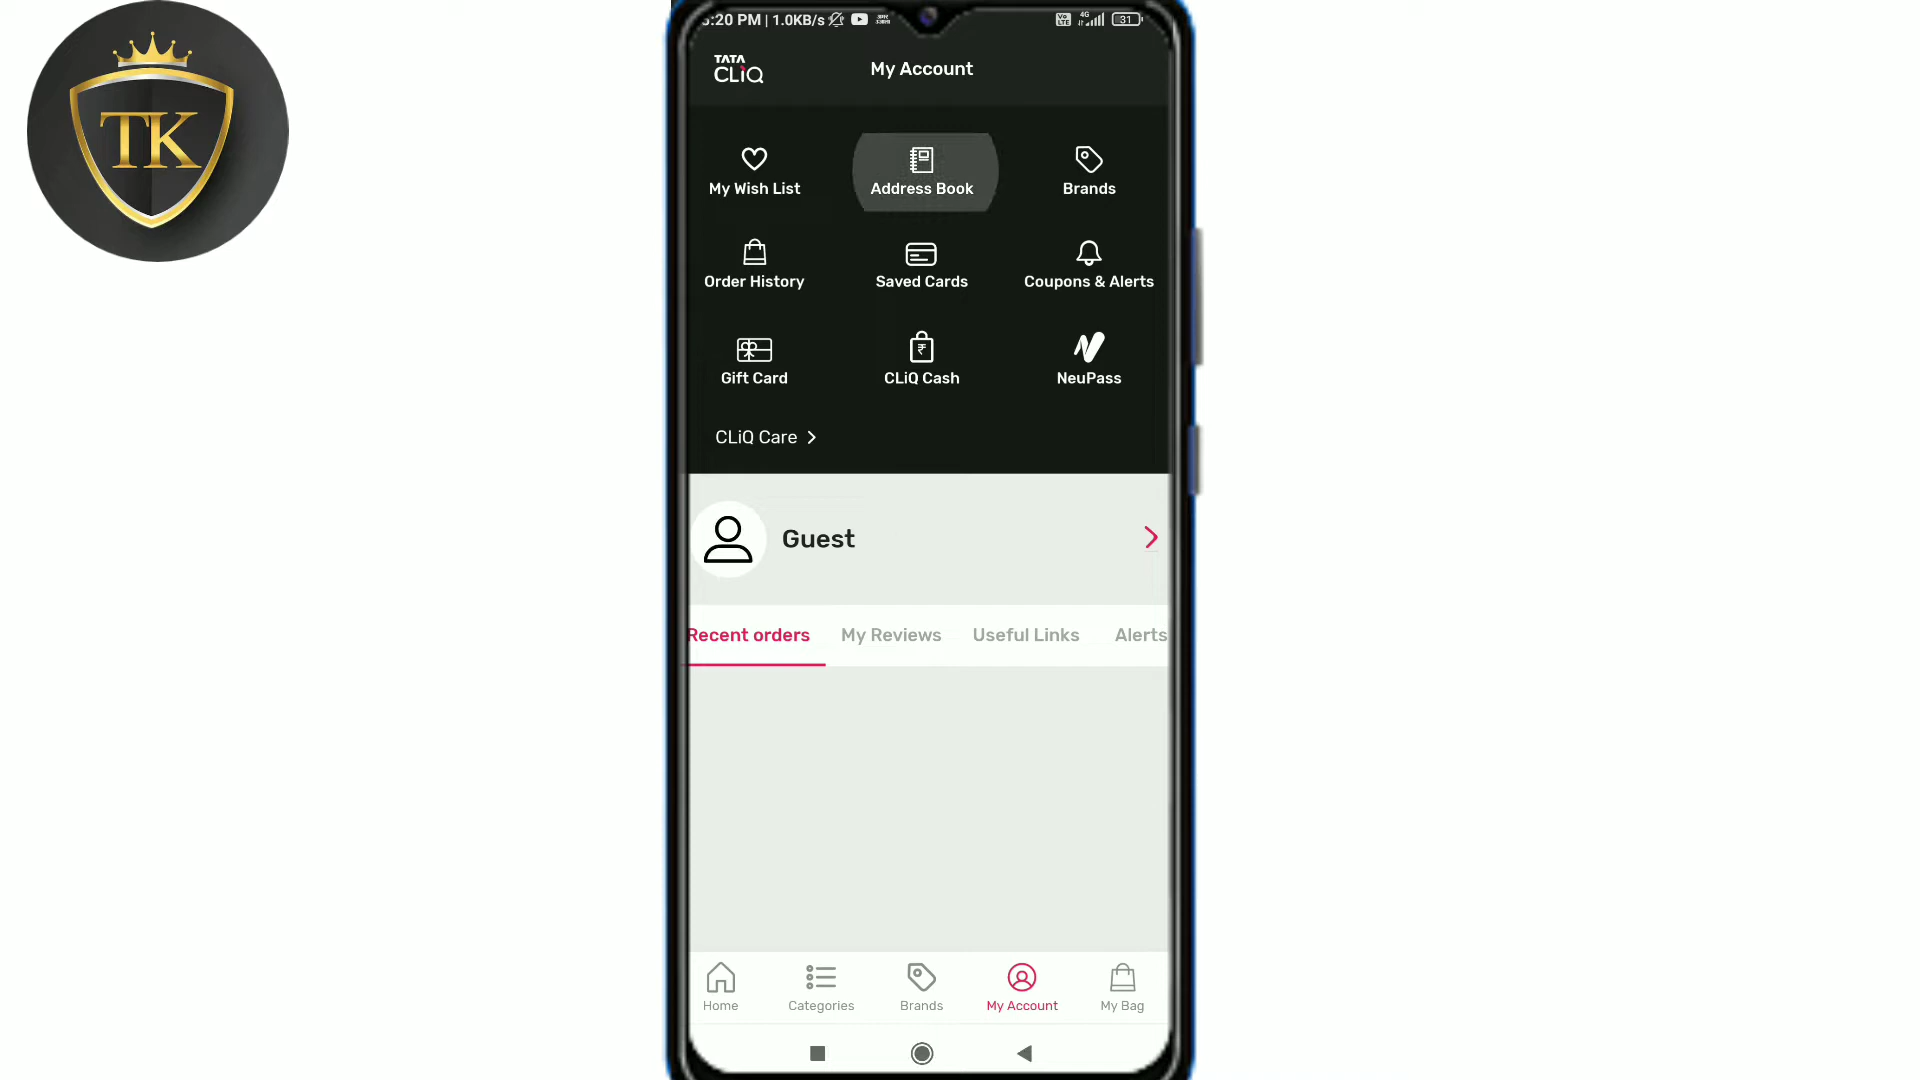 TK
:20 PM | 1.0KB/s
Vo LTE 4G 31
TATA
CLiQ
My Account
My Wish List
Address Book
Brands
Order History
Saved Cards
Coupons & Alerts
Gift Card
CLiQ Cash
NeuPass
CLiQ Care
Guest
Recent orders
My Reviews
Useful Links
Alerts
Home
Categories
Brands
My Account
My Bag